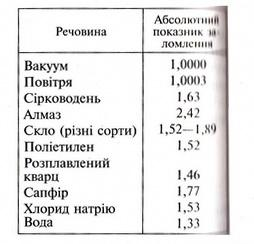 Речовина Абсолютний
показник за
ломлення
Вакуум 1,0000
Повітря 1,0003
Сірководень 1,63
Алмаз 2,42
Скло (різні сорти) 1,52—1,89
Поліетилен 1,52
Розплавлений
кварц 1,46
Сапфір 1,77
Хлорид натрію 1,53
Вода 1,33